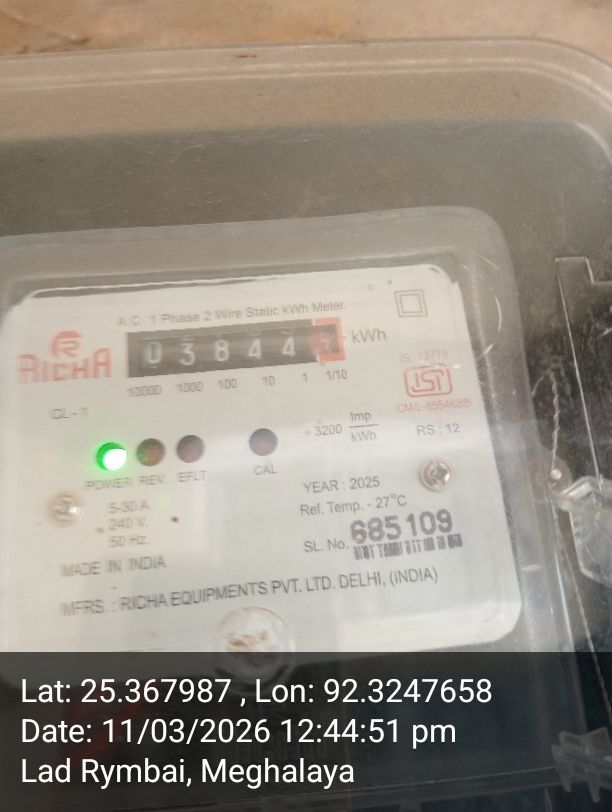 A.C. 1 Phase 2 Wire Static kWh Meter.
RICHA
0 3 8 4 4
kWh
10000 1000 100 10 1 1/10
IS 13779
ISI
CL - 1
3200 Imp/kWh
RS : 12
POWER REV. E/FLT CAL
5-30 A
240 V.
50 Hz.
YEAR : 2025
Ref. Temp. - 27°C
SL. No. 685109
MADE IN INDIA
MFRS. : RICHA EQUIPMENTS PVT. LTD. DELHI, (INDIA)
Lat: 25.367987 , Lon: 92.3247658
Date: 11/03/2026 12:44:51 pm
Lad Rymbai, Meghalaya